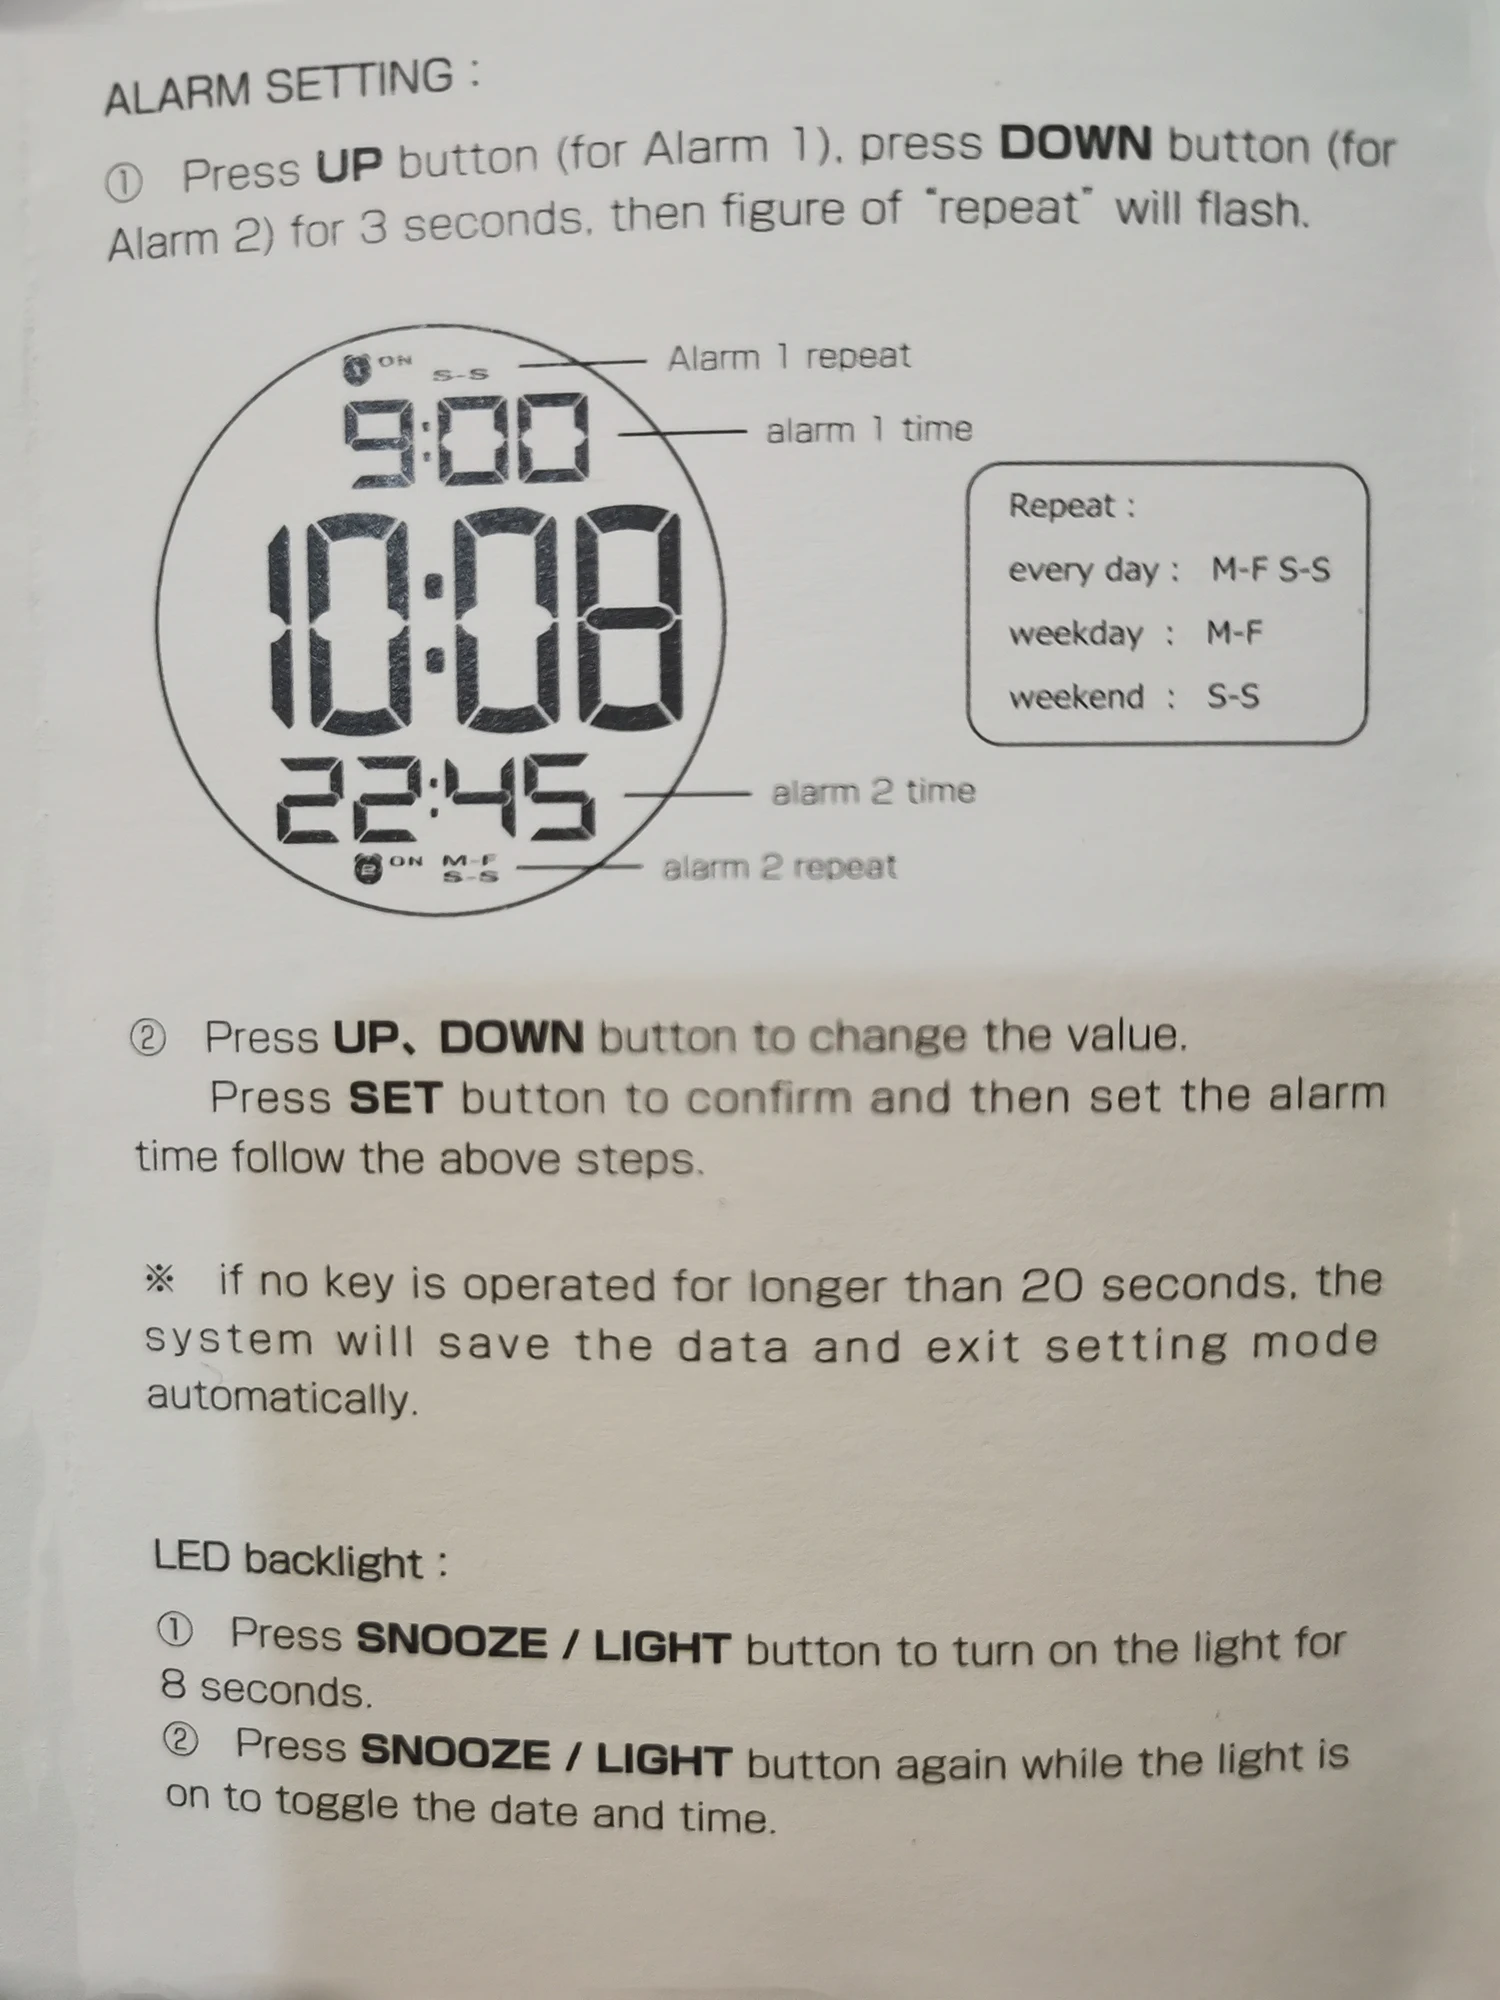 ALARM SETTING :
① Press UP button (for Alarm 1), press DOWN button (for
Alarm 2) for 3 seconds, then figure of "repeat" will flash.
1 ON S-S
Alarm 1 repeat
9:00
alarm 1 time
10:08
Repeat :
every day : M-F S-S
weekday : M-F
weekend : S-S
22:45
alarm 2 time
2 ON M-F
S-S
alarm 2 repeat
② Press UP、DOWN button to change the value.
Press SET button to confirm and then set the alarm
time follow the above steps.
※ if no key is operated for longer than 20 seconds, the
system will save the data and exit setting mode
automatically.
LED backlight :
① Press SNOOZE / LIGHT button to turn on the light for
8 seconds.
② Press SNOOZE / LIGHT button again while the light is
on to toggle the date and time.